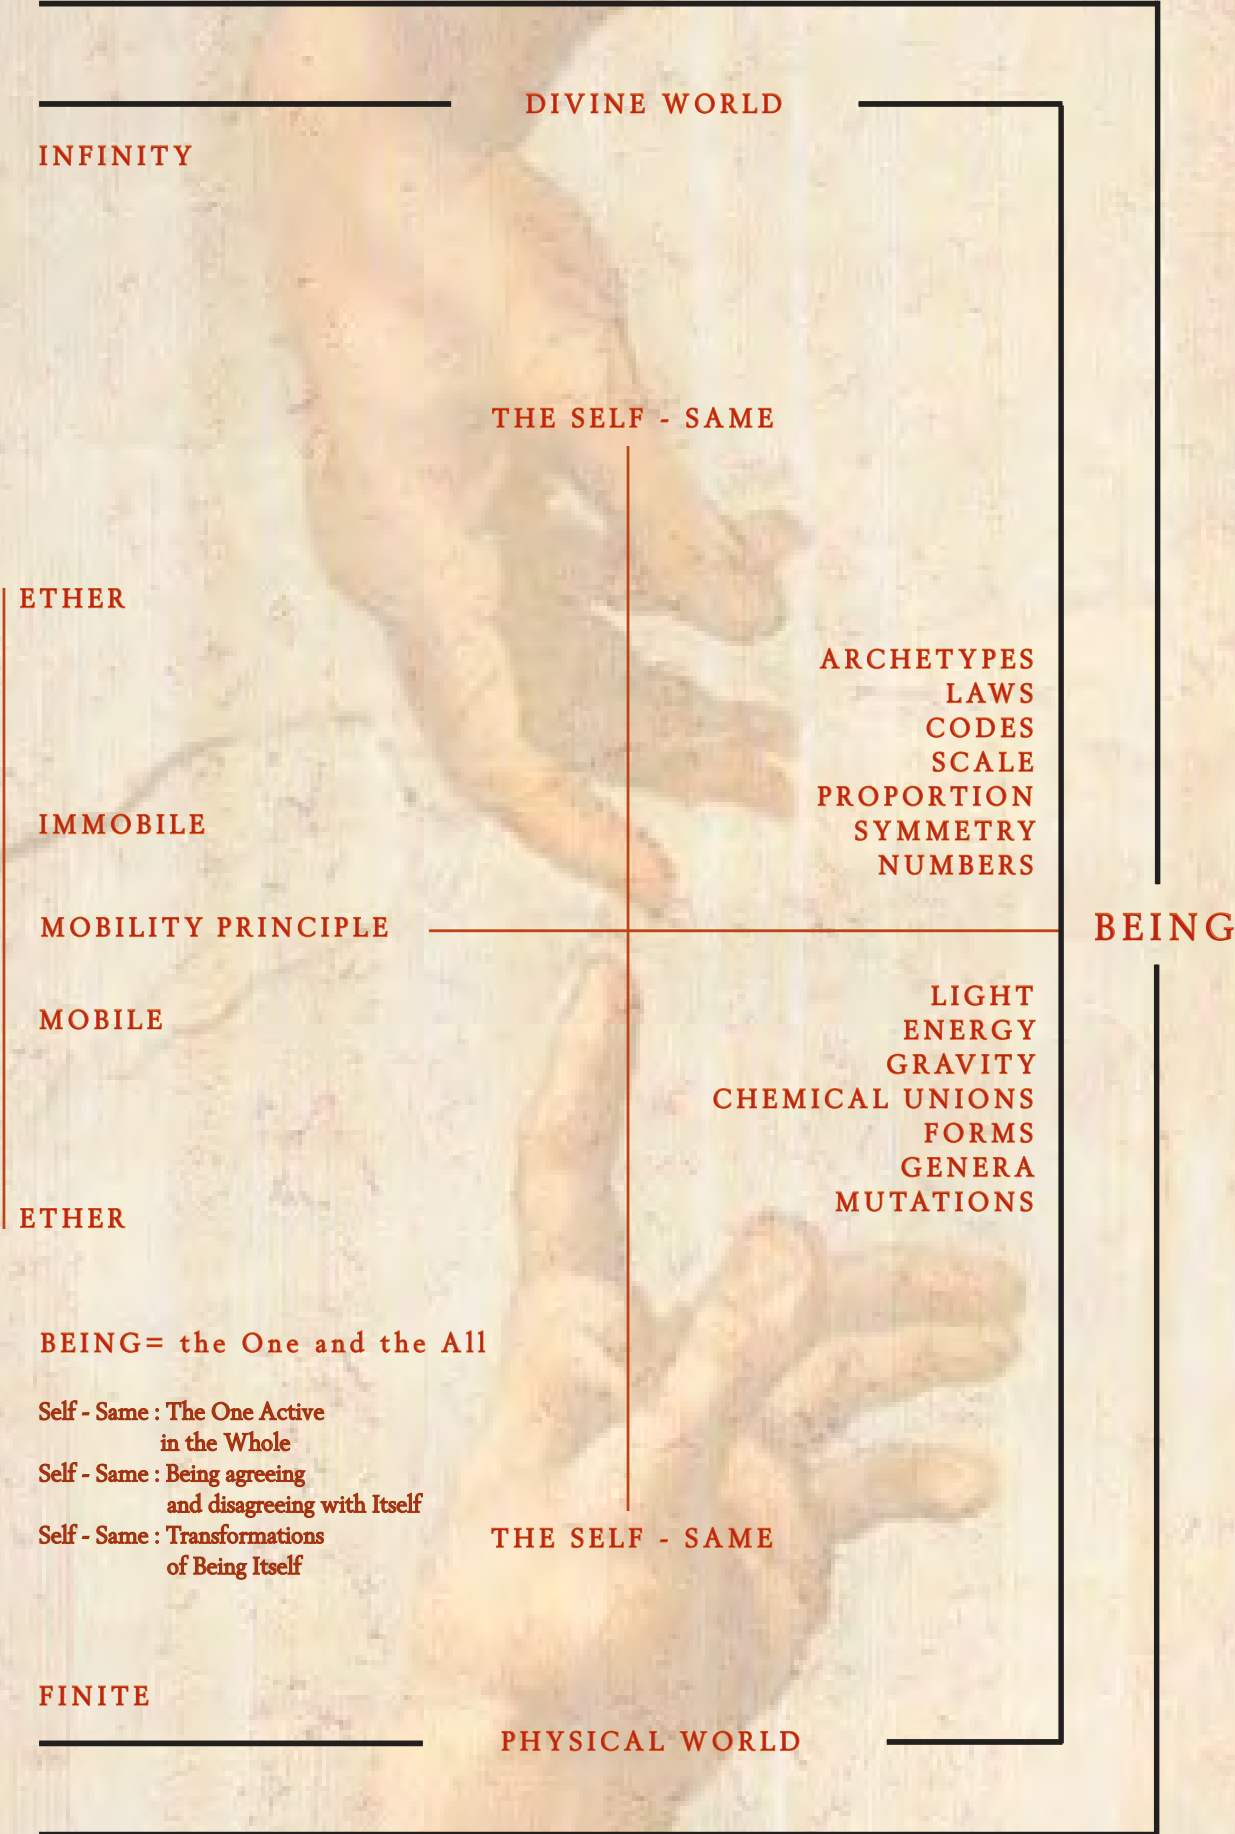 DIVINE WORLD
INFINITY
THE SELF - SAME
ETHER
ARCHETYPES
LAWS
CODES
SCALE
PROPORTION
IMMOBILE
SYMMETRY
NUMBERS
MOBILITY PRINCIPLE
BEING
LIGHT
MOBILE
ENERGY
GRAVITY
CHEMICAL UNIONS
FORMS
GENERA
MUTATIONS
ETHER
BEING= the One and the All
Self - Same : The One Active
in the Whole
Self - Same : Being agreeing
and disagreeing with Itself
Self - Same : Transformations
of Being Itself
THE SELF - SAME
FINITE
PHYSICAL WORLD